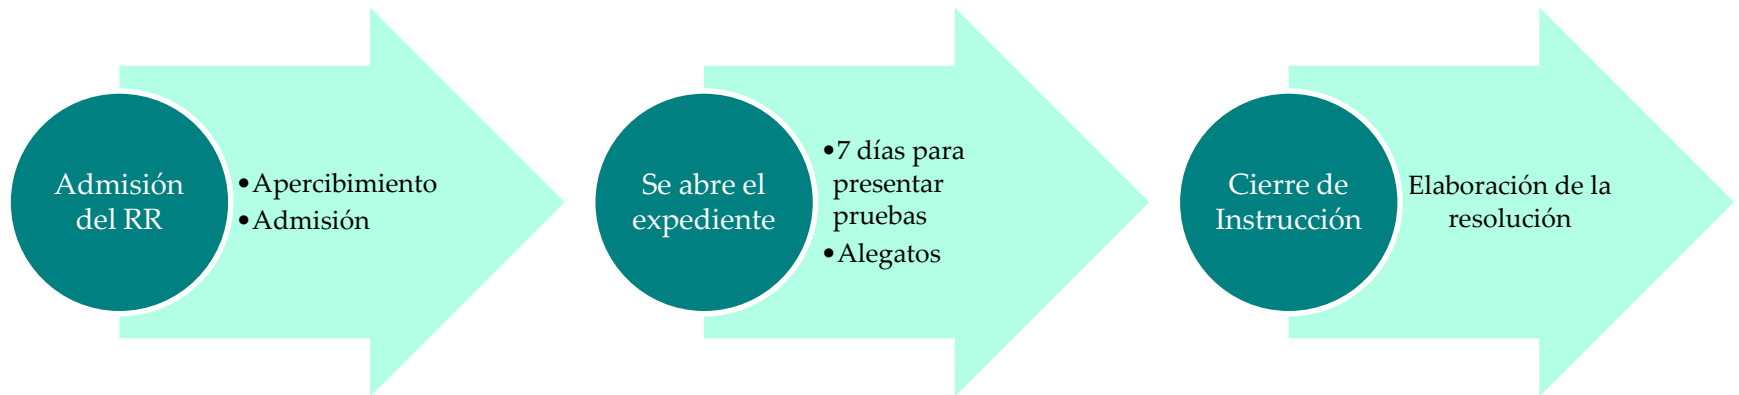 Admisión
del RR
•Apercibimiento
•Admisión
Se abre el
expediente
•7 días para
presentar
pruebas
•Alegatos
Cierre de
Instrucción
Elaboración de la
resolución